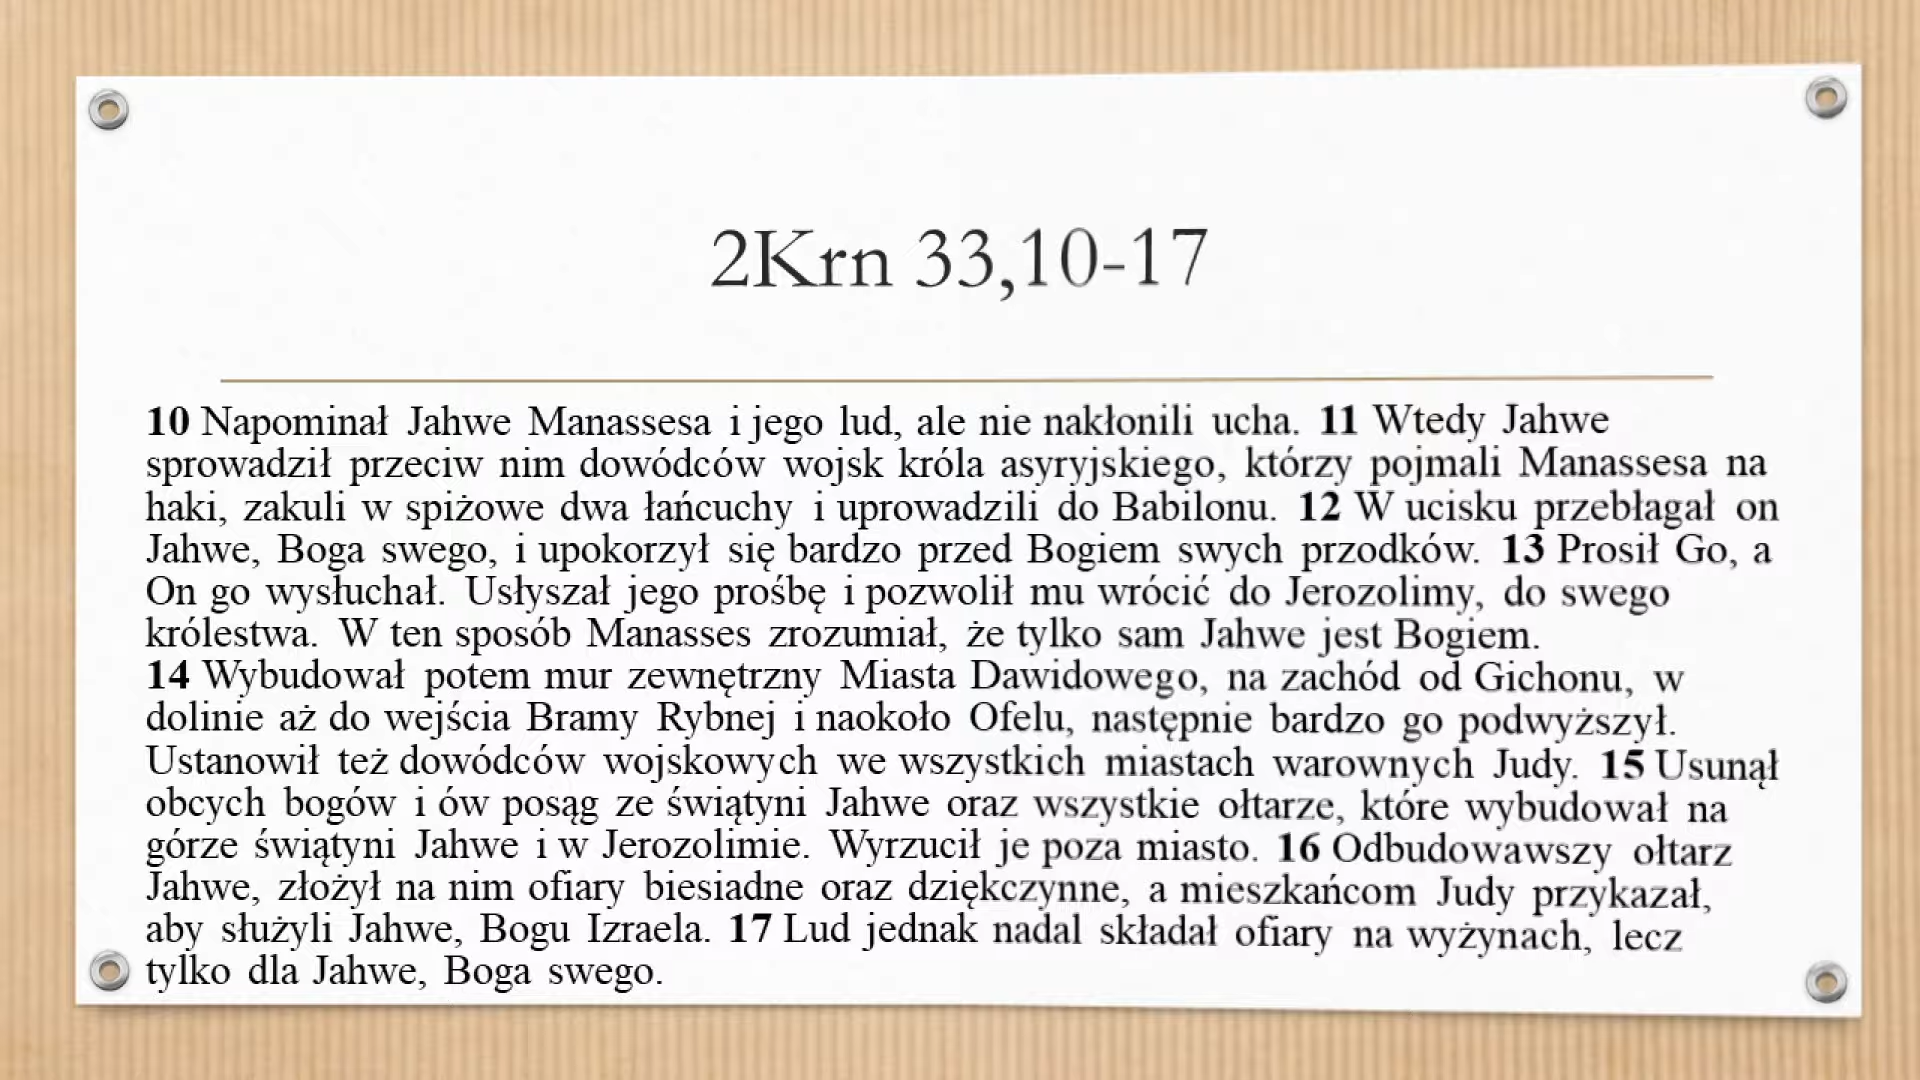 2Krn 33,10-17
10 Napominał Jahwe Manassesa i jego lud, ale nie nakłonili ucha. 11 Wtedy Jahwe
sprowadził przeciw nim dowódców wojsk króla asyryjskiego, którzy pojmali Manassesa na
haki, zakuli w spiżowe dwa łańcuchy i uprowadzili do Babilonu. 12 W ucisku przebłagał on
Jahwe, Boga swego, i upokorzył się bardzo przed Bogiem swych przodków. 13 Prosił Go, a
On go wysłuchał. Usłyszał jego prośbę i pozwolił mu wrócić do Jerozolimy, do swego
królestwa. W ten sposób Manasses zrozumiał, że tylko sam Jahwe jest Bogiem.
14 Wybudował potem mur zewnętrzny Miasta Dawidowego, na zachód od Gichonu, w
dolinie aż do wejścia Bramy Rybnej i naokoło Ofelu, następnie bardzo go podwyższył.
Ustanowił też dowódców wojskowych we wszystkich miastach warownych Judy. 15 Usunął
obcych bogów i ów posąg ze świątyni Jahwe oraz wszystkie ołtarze, które wybudował na
górze świątyni Jahwe i w Jerozolimie. Wyrzucił je poza miasto. 16 Odbudowawszy ołtarz
Jahwe, złożył na nim ofiary biesiadne oraz dziękczynne, a mieszkańcom Judy przykazał,
aby służyli Jahwe, Bogu Izraela. 17 Lud jednak nadal składał ofiary na wyżynach, lecz
tylko dla Jahwe, Boga swego.